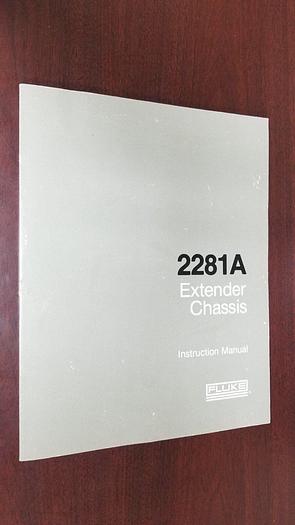 2281A
Extender
Chassis
Instruction Manual
FLUKE